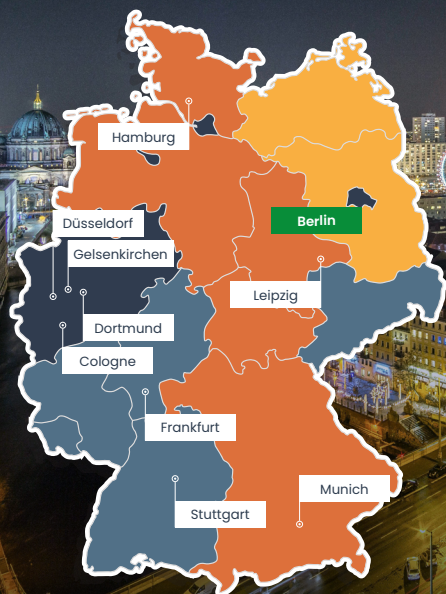 Hamburg
Düsseldorf
Berlin
Gelsenkirchen
Leipzig
Dortmund
Cologne
Frankfurt
Munich
Stuttgart